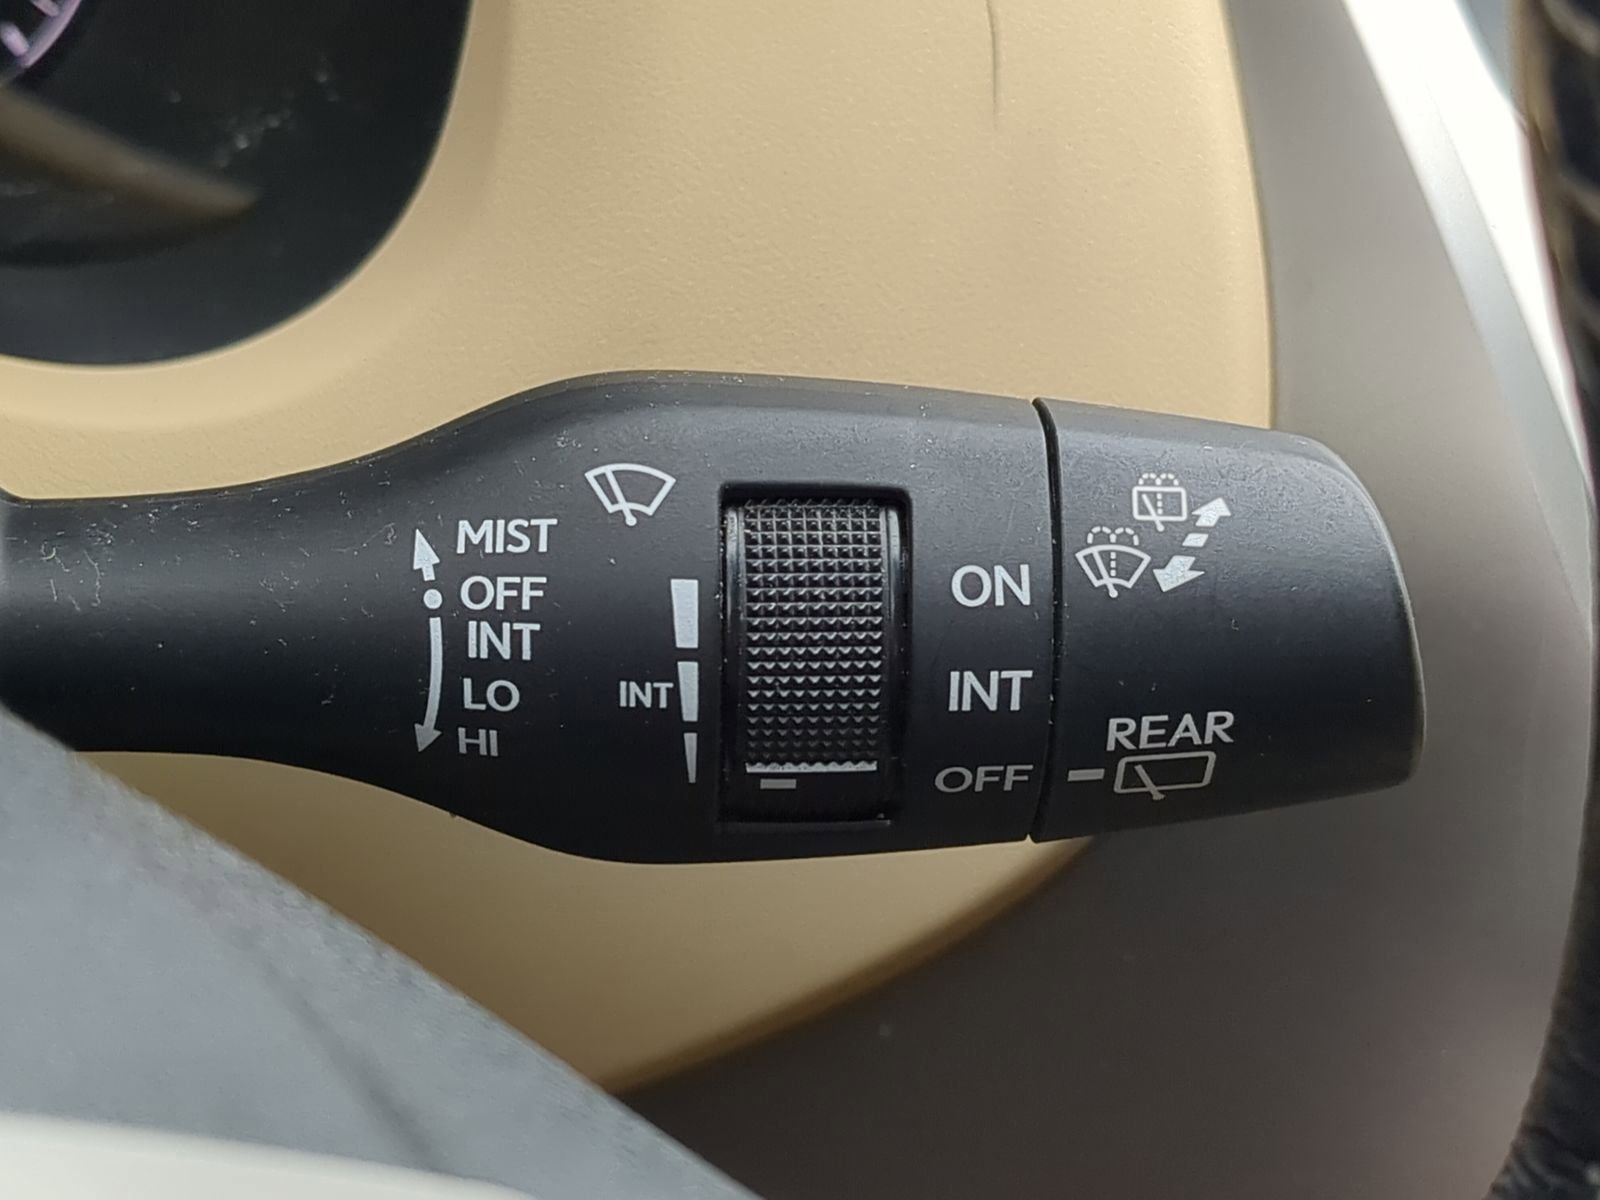 MIST
OFF
INT
LO
HI
INT
ON
INT
OFF
REAR